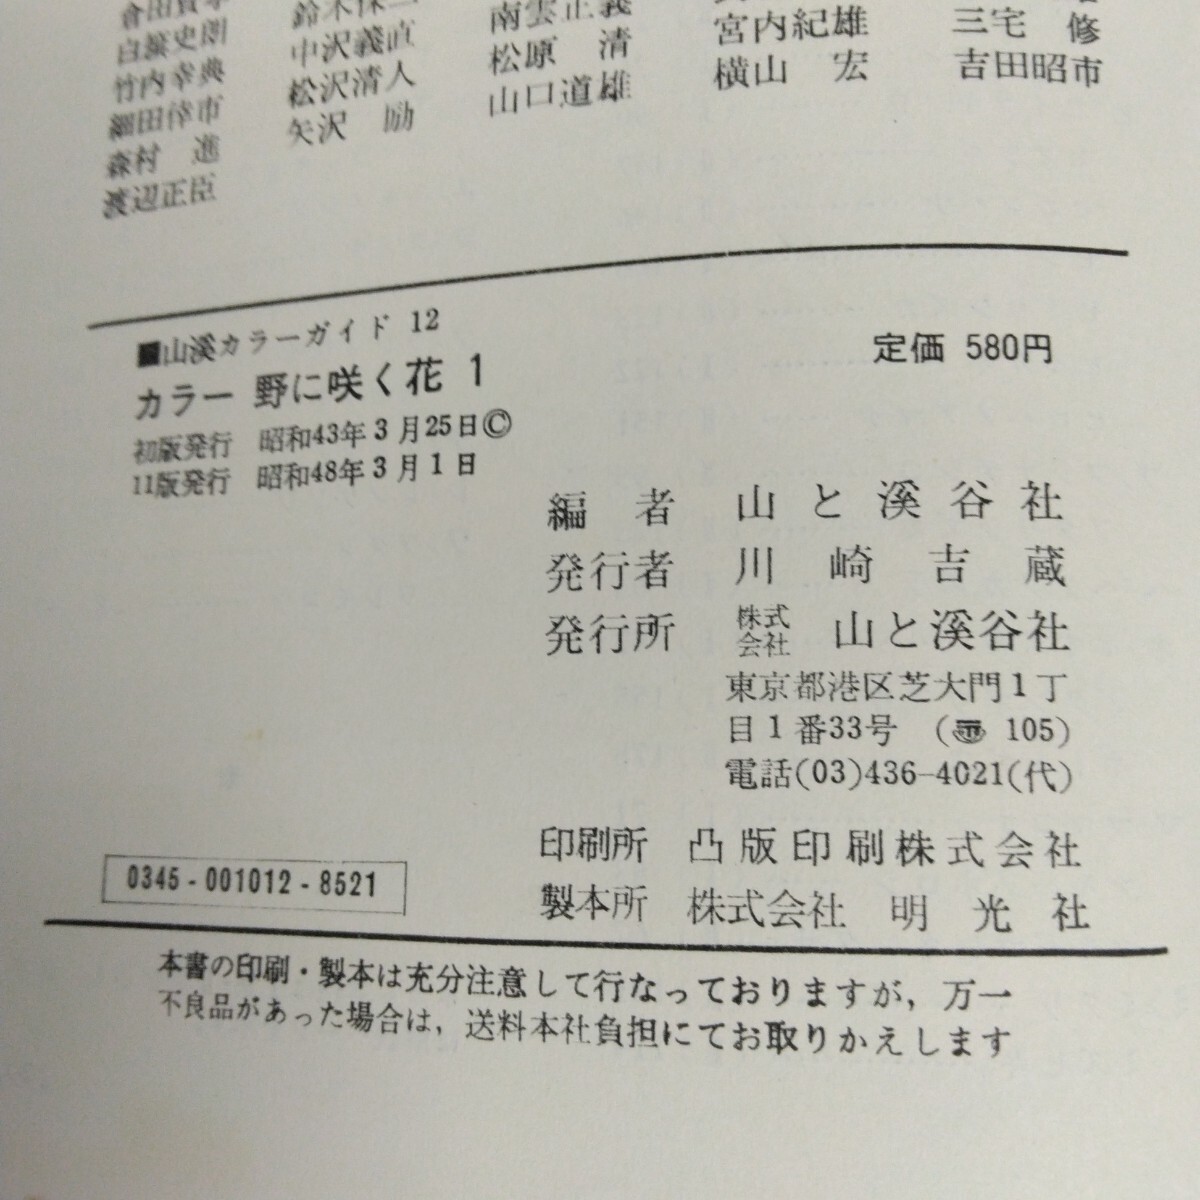 中沢義直
南雲正義
宮内紀雄
三宅 修
竹内幸典
松沢清人
松原 清
横山 宏
吉田昭市
細田倖市
矢沢 励
山口道雄
森村 進
渡辺正臣
■山溪カラーガイド 12
カラー 野に咲く花 1
定価 580円
初版発行 昭和43年3月25日©
11版発行 昭和48年3月1日
編者 山と溪谷社
発行者 川崎吉蔵
発行所 株式会社 山と溪谷社
東京都港区芝大門1丁
目1番33号 (〠 105)
電話(03)436-4021(代)
印刷所 凸版印刷株式会社
製本所 株式会社 明光社
0345-001012-8521
本書の印刷・製本は充分注意して行なっておりますが，万一
不良品があった場合は，送料本社負担にてお取りかえします